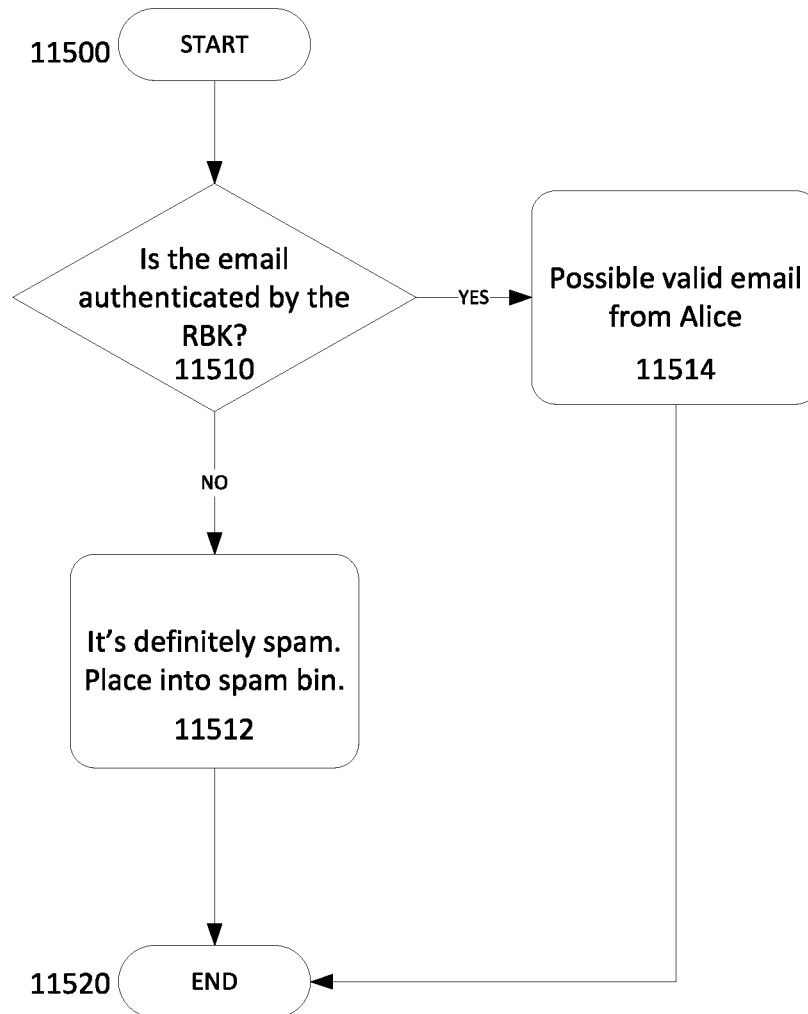 11500
START
Is the email
authenticated by the
RBK?
11510
YES
Possible valid email
from Alice
11514
NO
It’s definitely spam.
Place into spam bin.
11512
11520
END